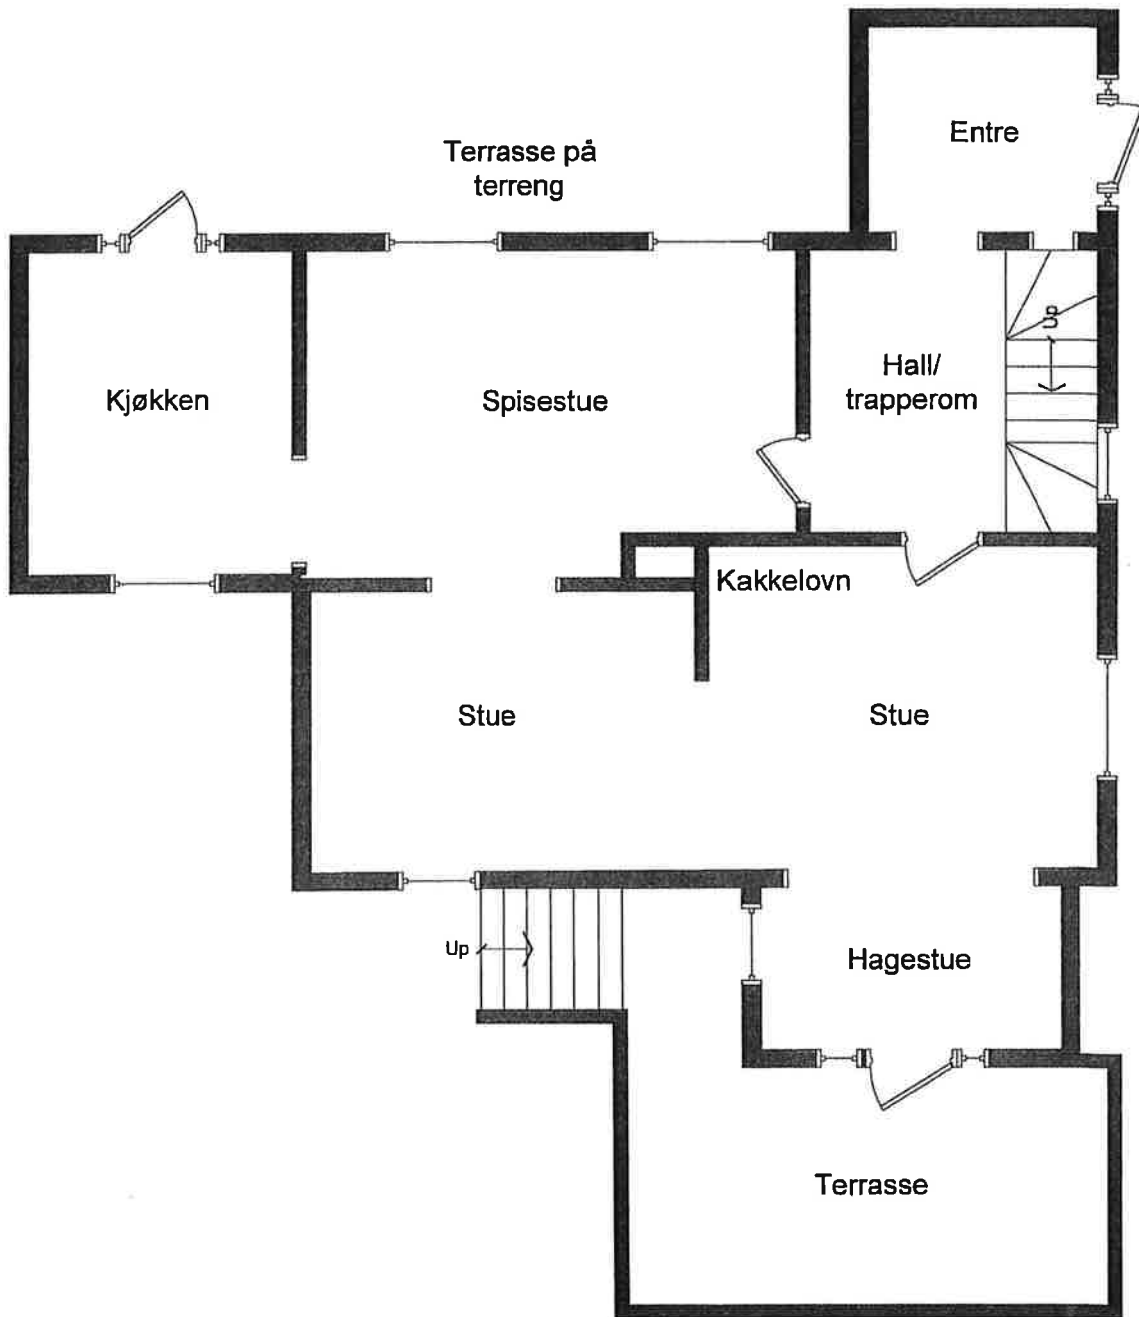 Entre
Terrasse på
terreng
Up
Kjøkken
Spisestue
Hall/
trapperom
Kakkelovn
Stue
Stue
Up
Hagestue
Terrasse